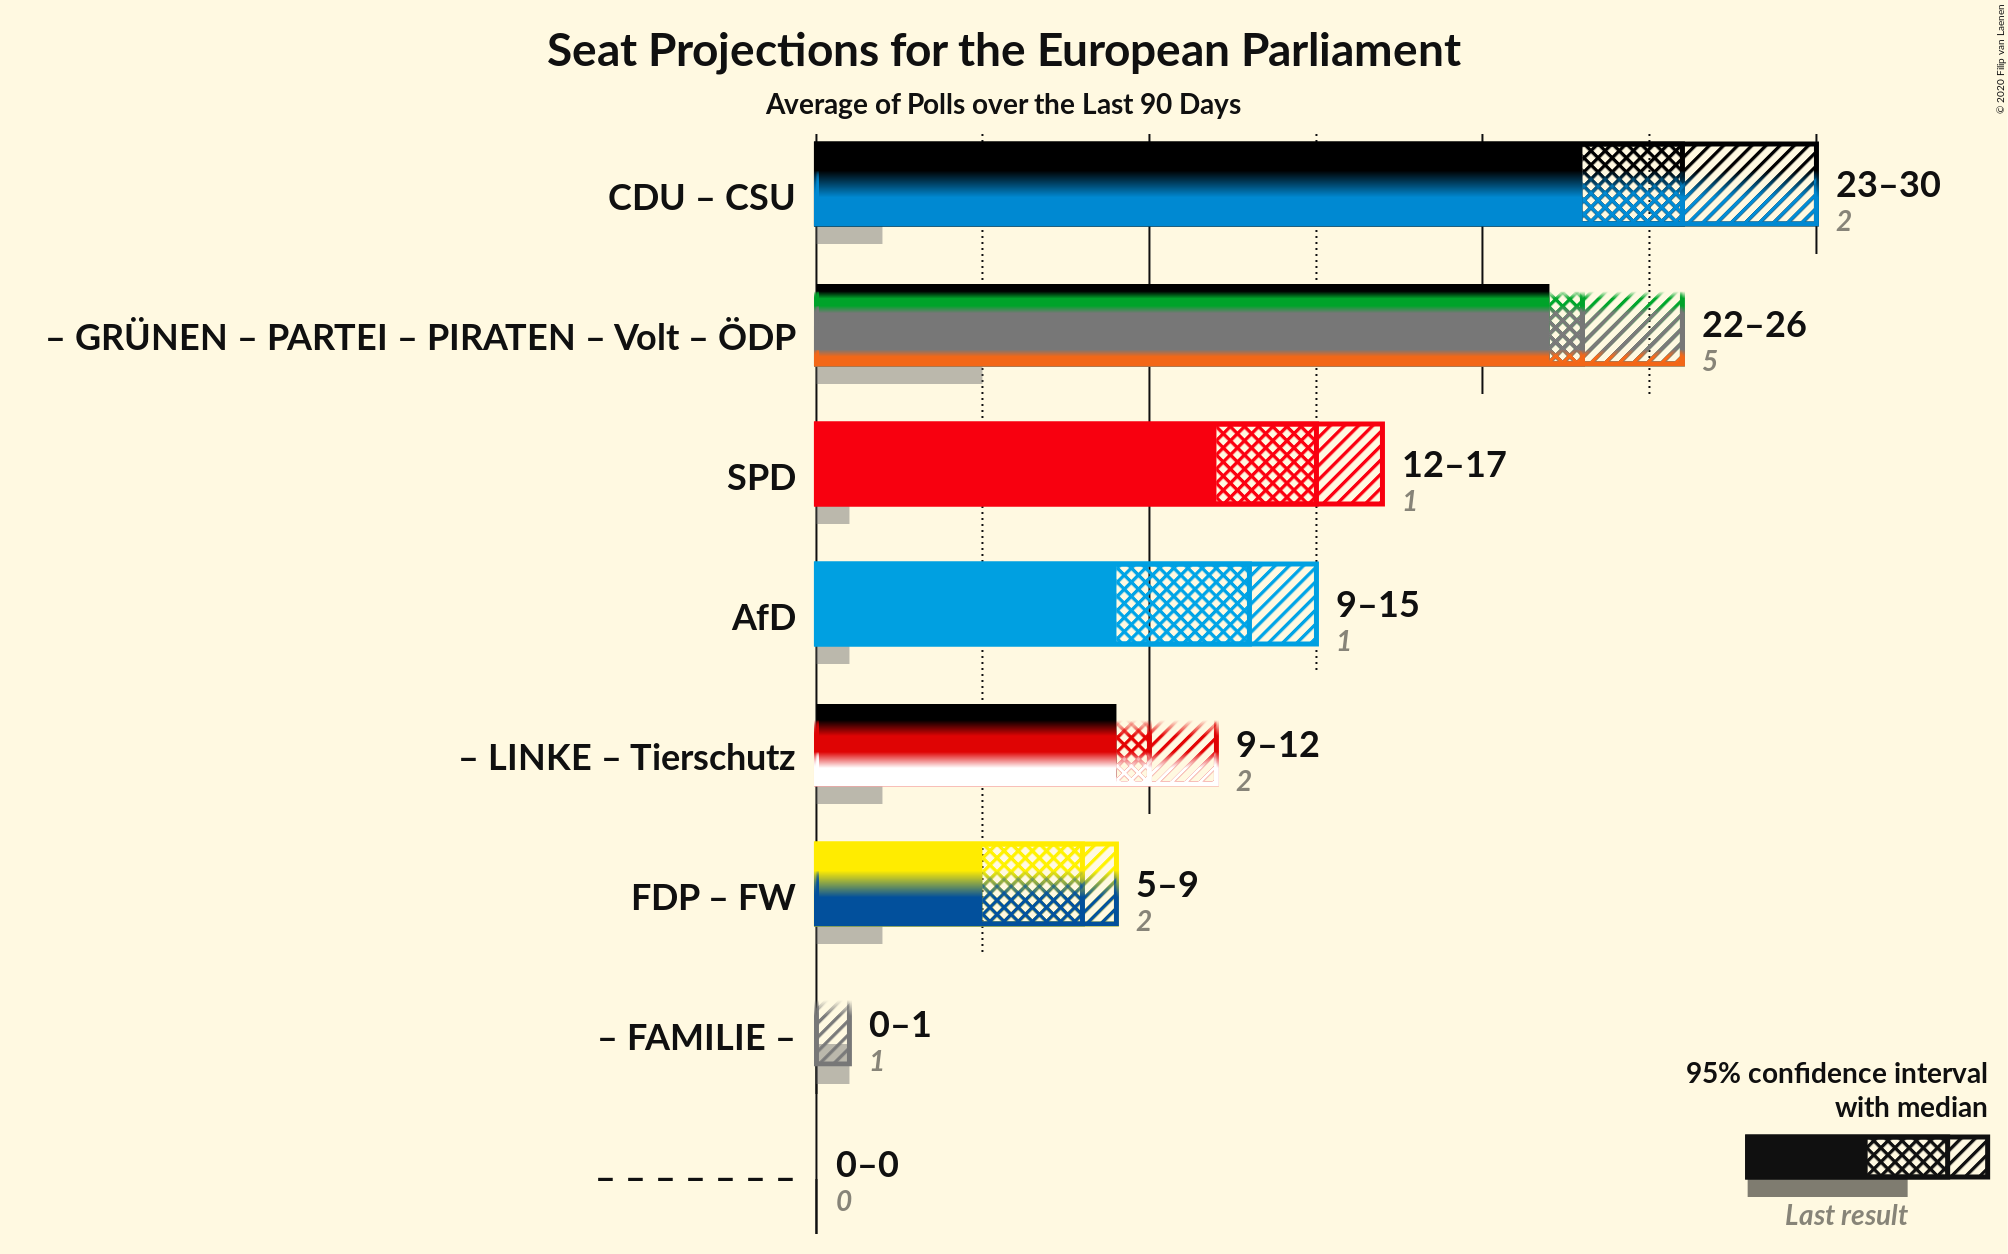 Seat Projections for the European Parliament
Average of Polls over the Last 90 Days
© 2020 Filip van Laenen
CDU – CSU
23–30
2
– GRÜNEN – PARTEI – PIRATEN – Volt – ÖDP
22–26
5
SPD
12–17
1
AfD
9–15
1
– LINKE – Tierschutz
9–12
2
FDP – FW
5–9
2
– FAMILIE –
0–1
1
– – – – – – –
0–0
0
95% confidence interval
with median
Last result